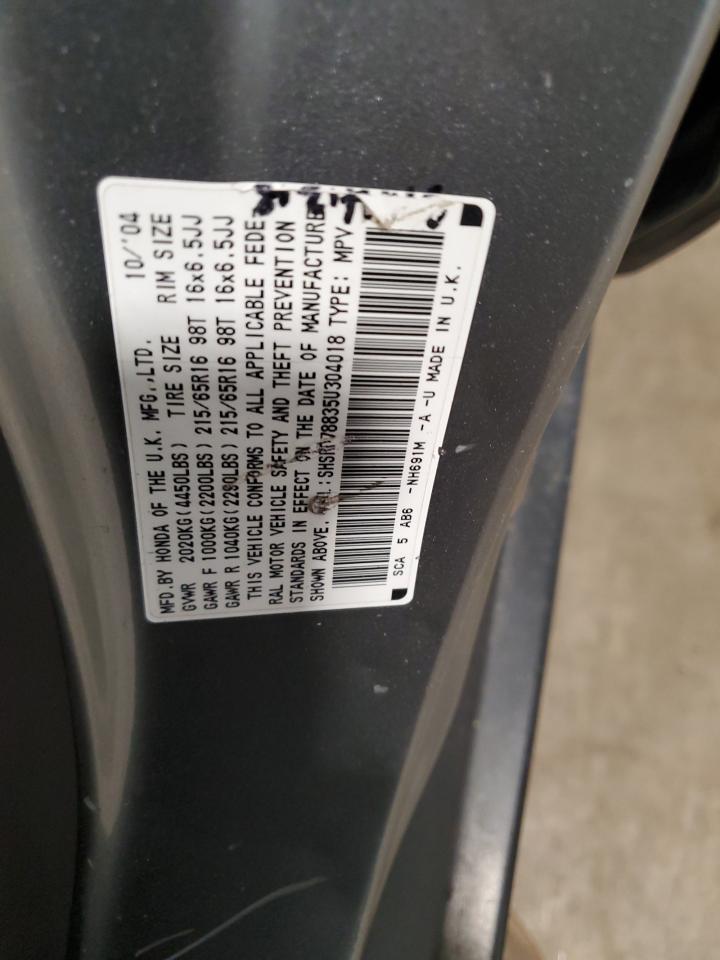 MFD.BY HONDA OF THE U.K. MFG.,LTD. 10/'04
GVWR 2020KG(4450LBS) TIRE SIZE RIM SIZE
GAWR F 1000KG(2200LBS) 215/65R16 98T 16x6.5JJ
GAWR R 1040KG(2290LBS) 215/65R16 98T 16x6.5JJ
THIS VEHICLE CONFORMS TO ALL APPLICABLE FEDE-
RAL MOTOR VEHICLE SAFETY AND THEFT PREVENTION
STANDARDS IN EFFECT ON THE DATE OF MANUFACTURE
SHOWN ABOVE. TYPE: MPV
SCA 5 AB6 -NH691M -A -U MADE IN U.K.